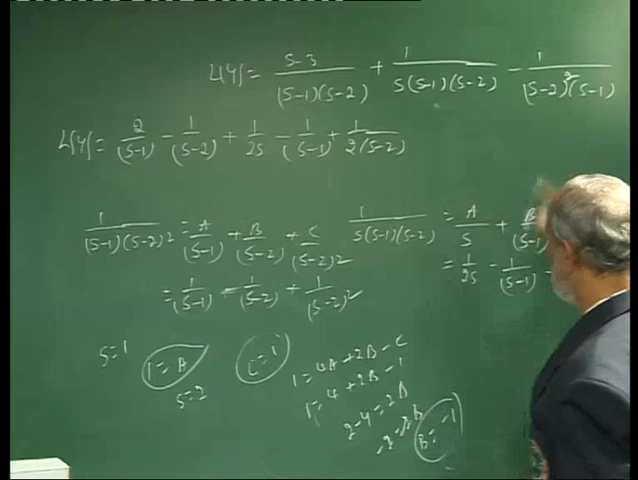 L{y} = (s-3)/((s-1)(s-2)) + 1/(s(s-1)(s-2)) - 1/((s-2)²(s-1))
L{y} = 2/(s-1) - 1/(s-2) + 1/2s - 1/(s-1) + 1/2(s-2)
1/((s-1)(s-2)²) = A/(s-1) + B/(s-2) + C/(s-2)²
1/(s(s-1)(s-2)) = A/s + B/(s-1)
= 1/(s-1) - 1/(s-2) + 1/(s-2)²
= 1/2s - 1/(s-1) -
s=1
1=A
s=2
C=1
1=4A+2B-C
1=4+2B-1
2-4=2B
-2=2B
B=-1